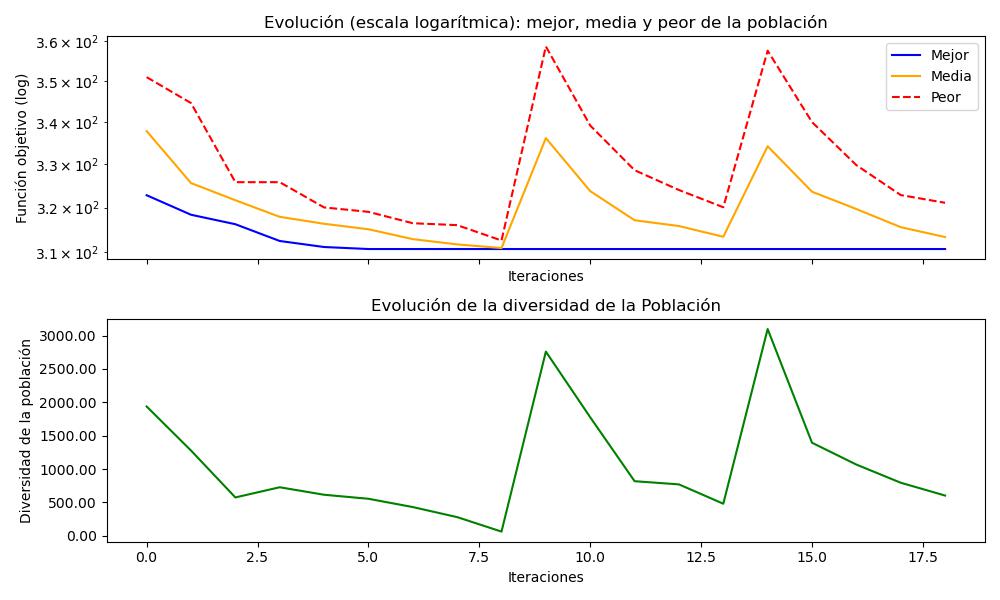 Evolución (escala logarítmica): mejor, media y peor de la población
Función objetivo (log)
3.6 × 10²
3.5 × 10²
3.4 × 10²
3.3 × 10²
3.2 × 10²
3.1 × 10²
Mejor
Media
Peor
Iteraciones
Evolución de la diversidad de la Población
Diversidad de la población
3000.00
2500.00
2000.00
1500.00
1000.00
500.00
0.00
0.0 2.5 5.0 7.5 10.0 12.5 15.0 17.5
Iteraciones